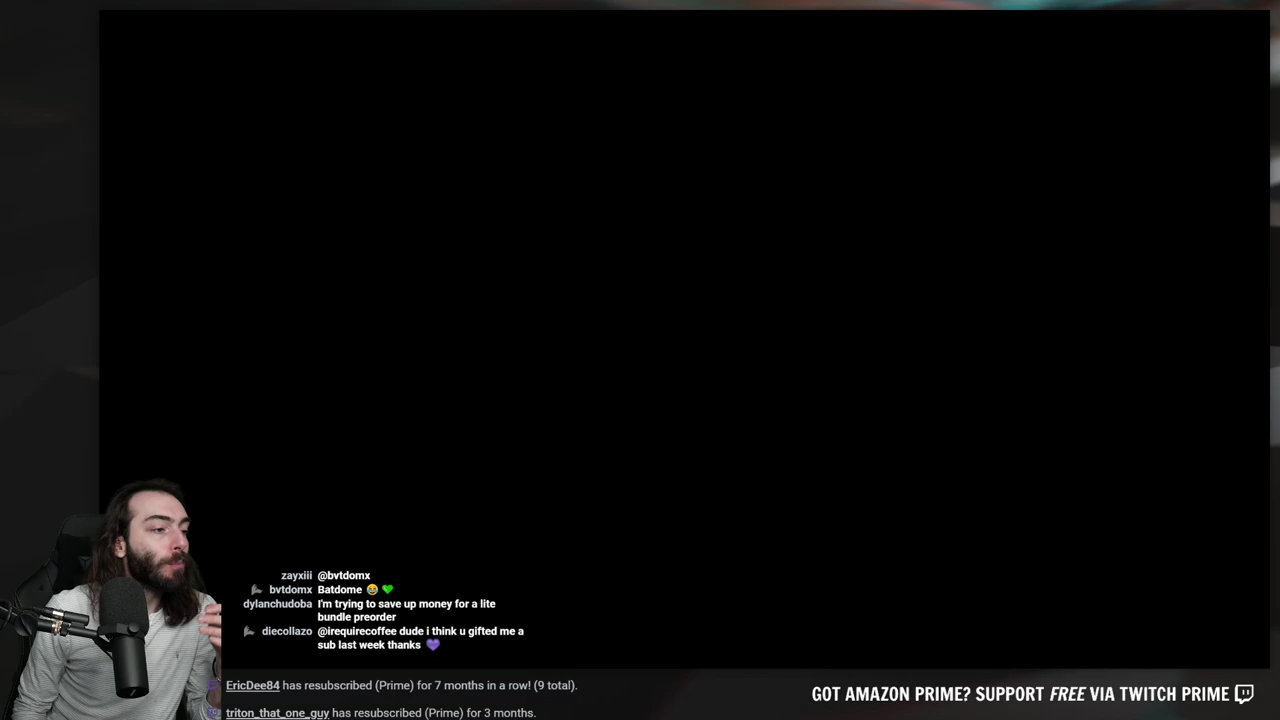 zayxiii @bvtdomx
bvtdomx Batdome 😂 💚
dylanchudoba I'm trying to save up money for a lite
bundle preorder
diecollazo @irequirecoffee dude i think u gifted me a
sub last week thanks 💜
EricDee84 has resubscribed (Prime) for 7 months in a row! (9 total).
triton_that_one_guy has resubscribed (Prime) for 3 months.
GOT AMAZON PRIME? SUPPORT FREE VIA TWITCH PRIME